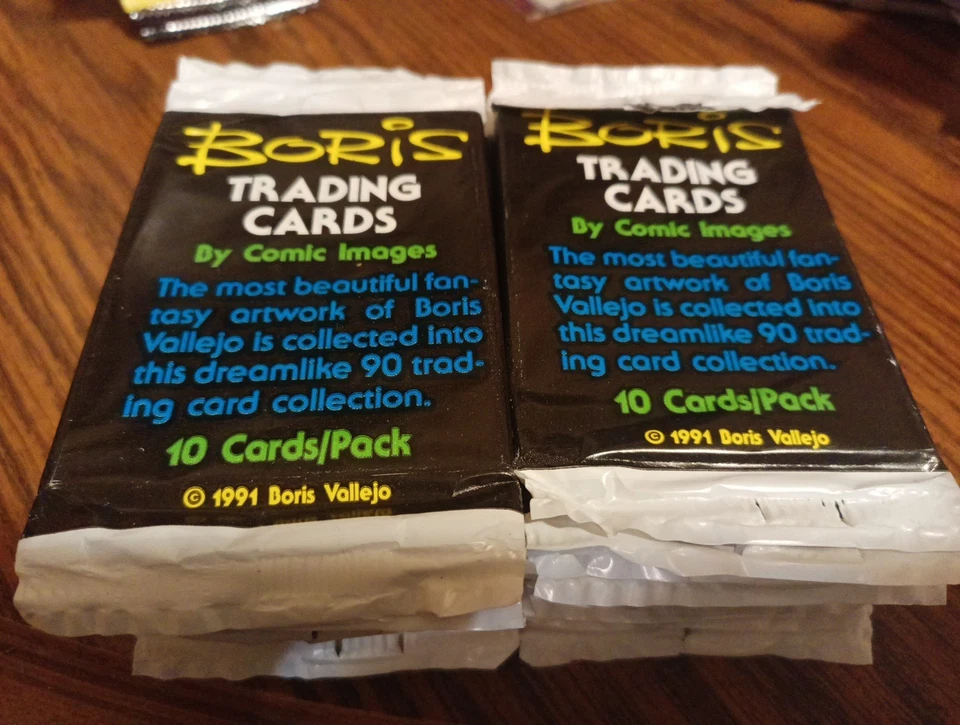 BORiS
TRADING
CARDS
By Comic Images
The most beautiful fan-
tasy artwork of Boris
Vallejo is collected into
this dreamlike 90 trad-
ing card collection.
10 Cards/Pack
© 1991 Boris Vallejo
BORiS
TRADING
CARDS
By Comic Images
The most beautiful fan-
tasy artwork of Boris
Vallejo is collected into
this dreamlike 90 trad-
ing card collection.
10 Cards/Pack
© 1991 Boris Vallejo